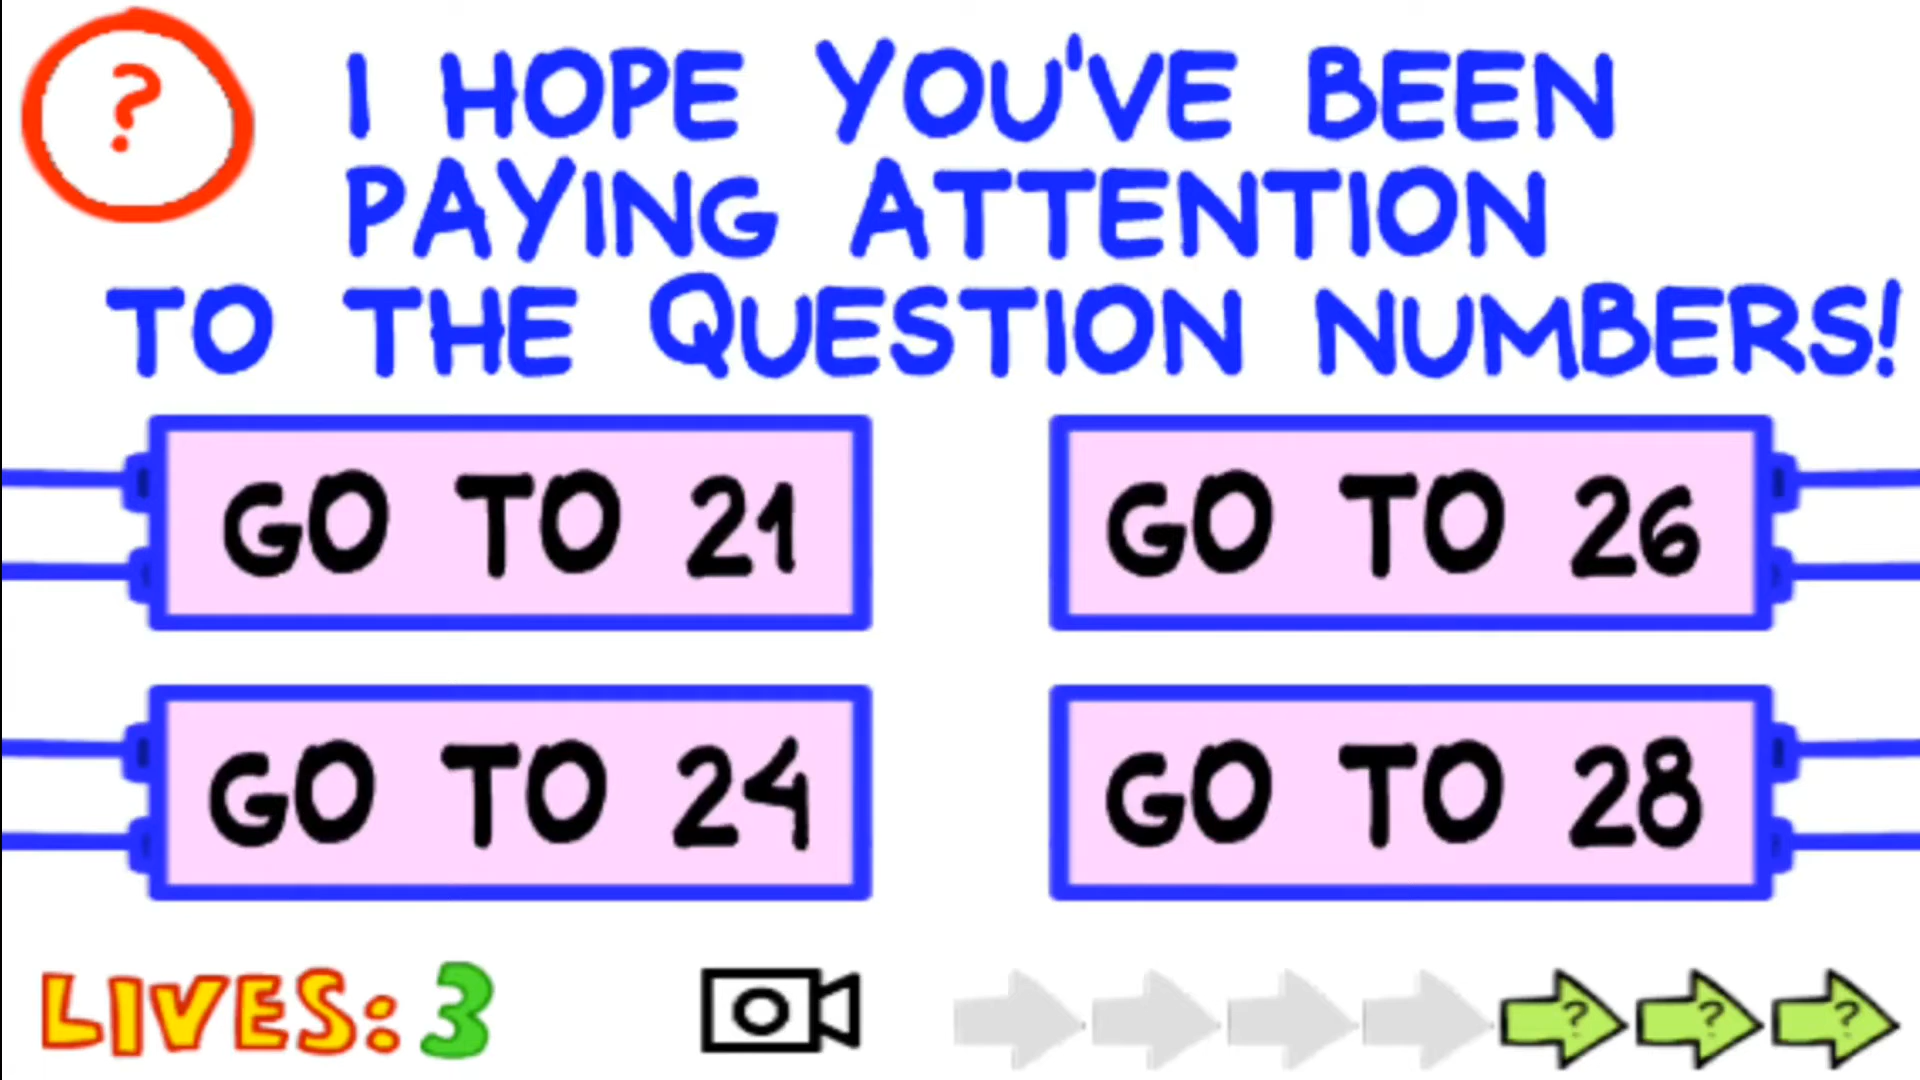 ?
I HOPE YOU'VE BEEN
PAYING ATTENTION
TO THE QUESTION NUMBERS!
GO TO 21
GO TO 26
GO TO 24
GO TO 28
LIVES: 3
? ? ?